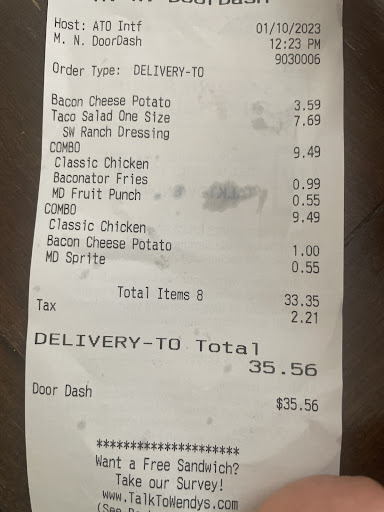 DoorDash
Host: ATO Intf 01/10/2023
M. N. DoorDash 12:23 PM
9030006
Order Type: DELIVERY-TO
Bacon Cheese Potato 3.59
Taco Salad One Size 7.69
SW Ranch Dressing
COMBO 9.49
Classic Chicken
Baconator Fries 0.99
MD Fruit Punch 0.55
COMBO 9.49
Classic Chicken
Bacon Cheese Potato 1.00
MD Sprite 0.55
Total Items 8 33.35
Tax 2.21
DELIVERY-TO Total
35.56
Door Dash $35.56
**********************
Want a Free Sandwich?
Take our Survey!
www.TalkToWendys.com
(See